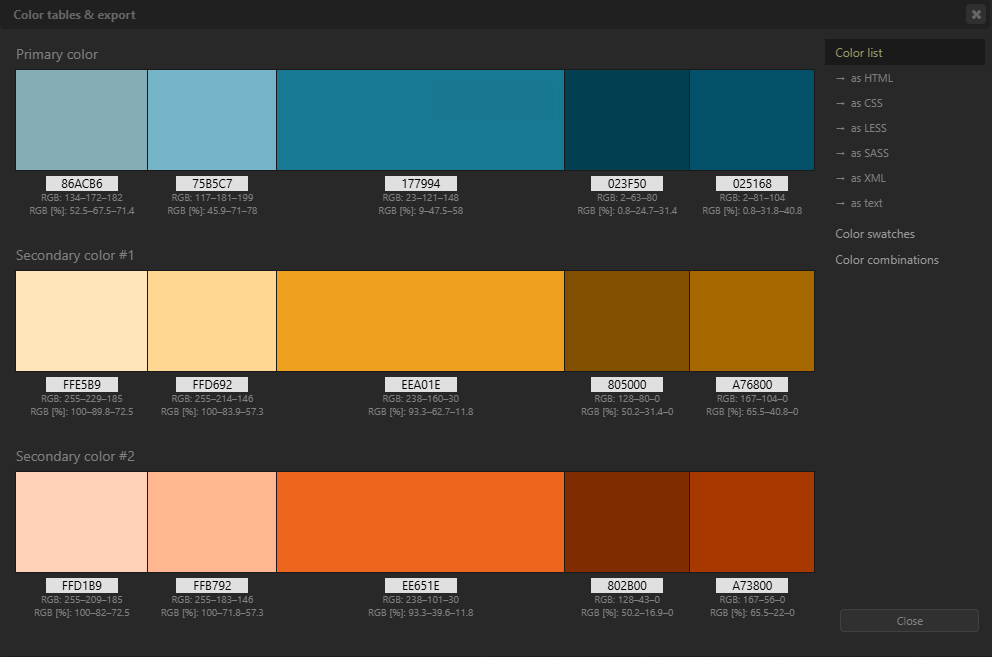 Color tables & export
Primary color
86ACB6 75B5C7 177994 023F50 025168
RGB: 134–172–182 RGB: 117–181–199 RGB: 23–121–148 RGB: 2–63–80 RGB: 2–81–104
RGB [%]: 52.5–67.5–71.4 RGB [%]: 45.9–71–78 RGB [%]: 9–47.5–58 RGB [%]: 0.8–24.7–31.4 RGB [%]: 0.8–31.8–40.8
Secondary color #1
FFE5B9 FFD692 EEA01E 805000 A76800
RGB: 255–229–185 RGB: 255–214–146 RGB: 238–160–30 RGB: 128–80–0 RGB: 167–104–0
RGB [%]: 100–89.8–72.5 RGB [%]: 100–83.9–57.3 RGB [%]: 93.3–62.7–11.8 RGB [%]: 50.2–31.4–0 RGB [%]: 65.5–40.8–0
Secondary color #2
FFD1B9 FFB792 EE651E 802B00 A73800
RGB: 255–209–185 RGB: 255–183–146 RGB: 238–101–30 RGB: 128–43–0 RGB: 167–56–0
RGB [%]: 100–82–72.5 RGB [%]: 100–71.8–57.3 RGB [%]: 93.3–39.6–11.8 RGB [%]: 50.2–16.9–0 RGB [%]: 65.5–22–0
Color list
→ as HTML
→ as CSS
→ as LESS
→ as SASS
→ as XML
→ as text
Color swatches
Color combinations
Close